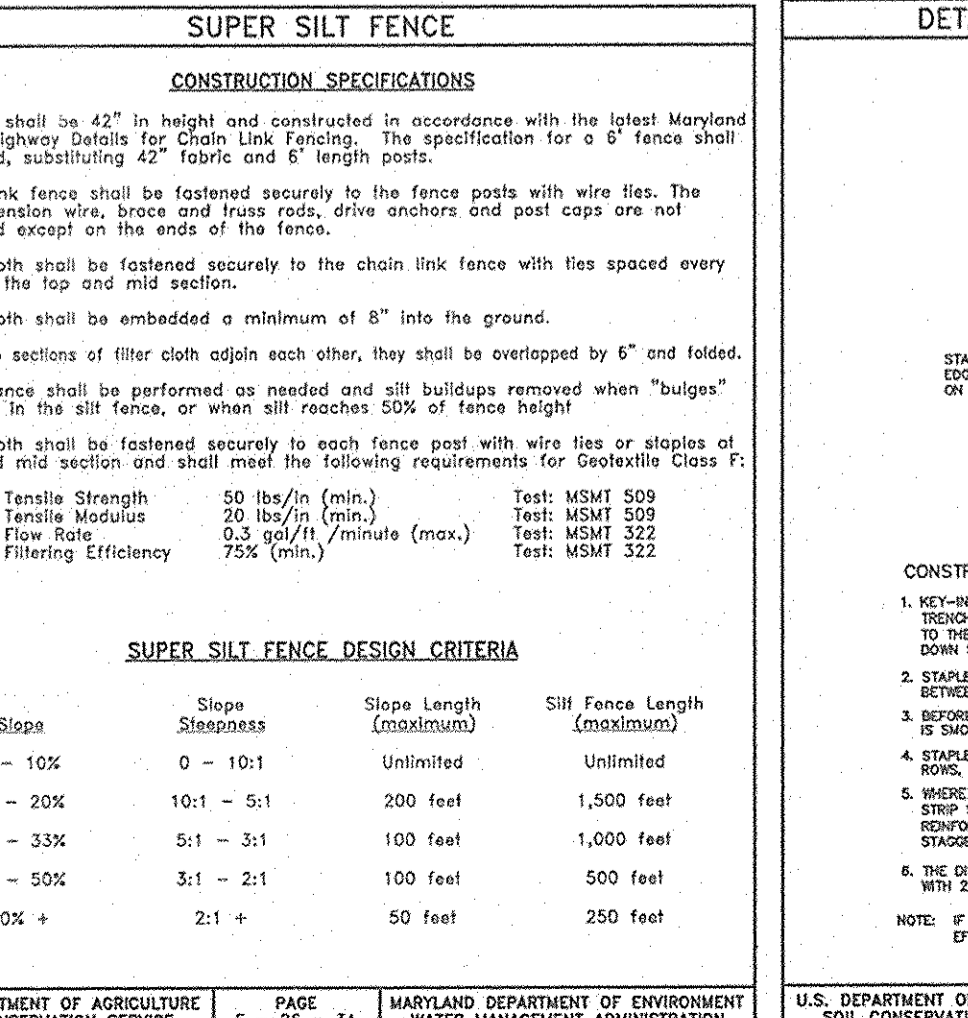 SUPER SILT FENCE
CONSTRUCTION SPECIFICATIONS
shall be 42" in height and constructed in accordance with the latest Maryland
ighway Details for Chain Link Fencing. The specification for a 6' fence shall
d, substituting 42" fabric and 6' length posts.
nk fence shall be fastened securely to the fence posts with wire ties. The
ension wire, brace and truss rods, drive anchors and post caps are not
d except on the ends of the fence.
oth shall be fastened securely to the chain link fence with ties spaced every
the top and mid section.
oth shall be embedded a minimum of 8" into the ground.
sections of filter cloth adjoin each other, they shall be overlapped by 6" and folded.
ance shall be performed as needed and silt buildups removed when "bulges"
in the silt fence, or when silt reaches 50% of fence height
oth shall be fastened securely to each fence post with wire ties or staples at
d mid section and shall meet the following requirements for Geotextile Class F:
Tensile Strength 50 lbs/in (min.) Test: MSMT 509
Tensile Modulus 20 lbs/in (min.) Test: MSMT 509
Flow Rate 0.3 gal/ft /minute (max.) Test: MSMT 322
Filtering Efficiency 75% (min.) Test: MSMT 322
SUPER SILT FENCE DESIGN CRITERIA
Slope Slope Steepness Slope Length (maximum) Silt Fence Length (maximum)
– 10% 0 – 10:1 Unlimited Unlimited
– 20% 10:1 – 5:1 200 feet 1,500 feet
– 33% 5:1 – 3:1 100 feet 1,000 feet
– 50% 3:1 – 2:1 100 feet 500 feet
0% + 2:1 + 50 feet 250 feet
TMENT OF AGRICULTURE PAGE MARYLAND DEPARTMENT OF ENVIRONMENT
NSERVATION SERVICE WATER MANAGEMENT ADMINISTRATION
DET
STA
EDG
ON
CONSTR
1. KEY-IN
TRENCH
TO THE
DOWN
2. STAPLE
BETWEE
3. BEFORE
IS SMO
4. STAPLE
ROWS,
5. WHERE
STRIP
REINFO
STAGGE
6. THE DI
WITH 2
NOTE: IF
EF
U.S. DEPARTMENT O
SOIL CONSERVATI